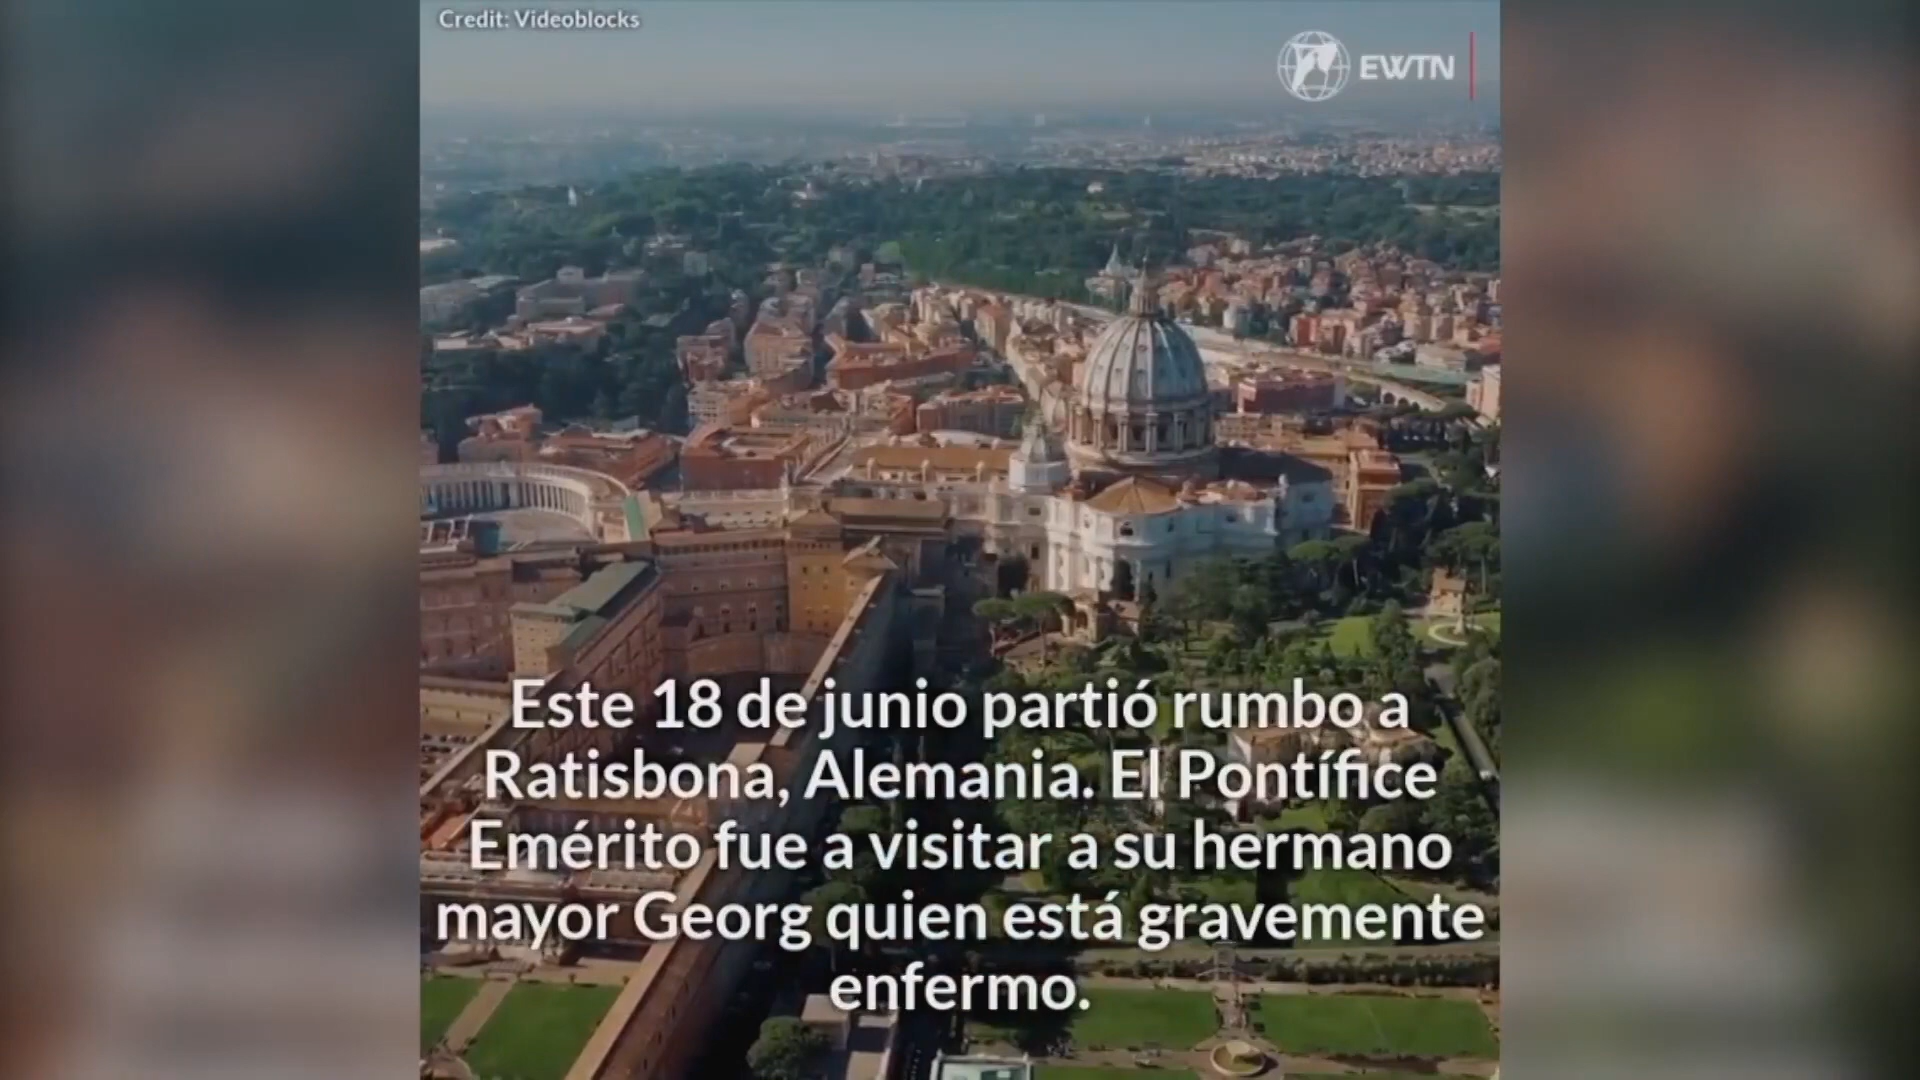 Credit: Videoblocks
EWTN
Este 18 de junio partió rumbo a
Ratisbona, Alemania. El Pontífice
Emérito fue a visitar a su hermano
mayor Georg quien está gravemente
enfermo.